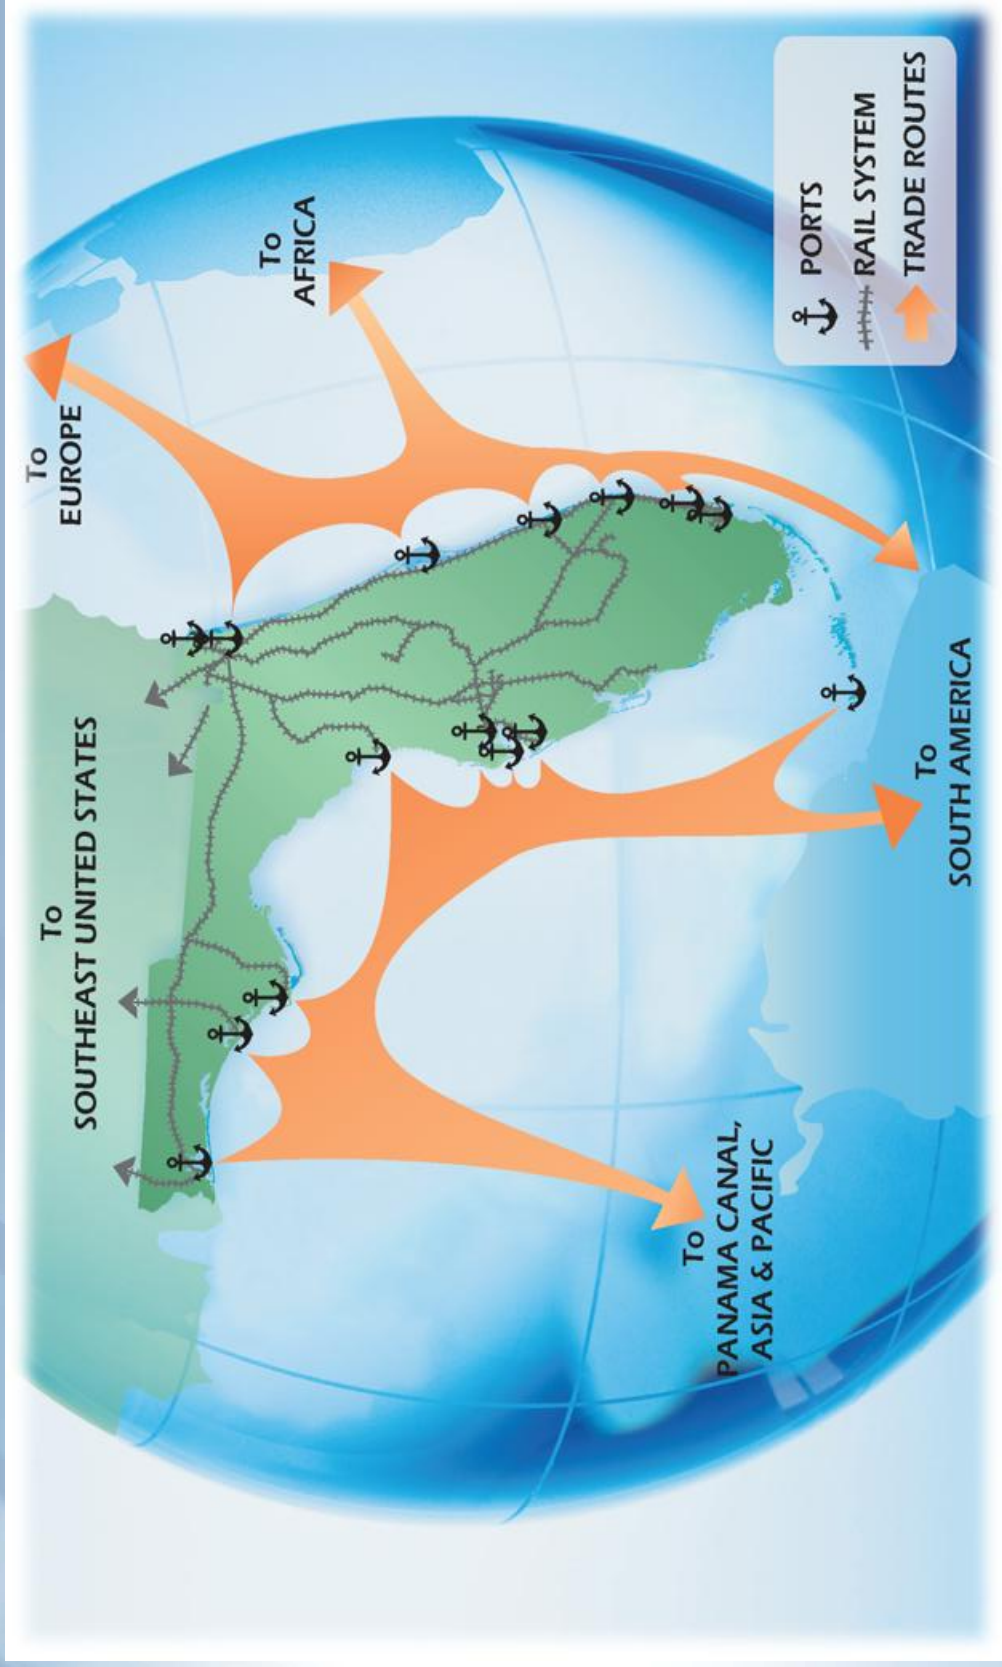 To
SOUTHEAST UNITED STATES
To
EUROPE
To
AFRICA
To
PANAMA CANAL,
ASIA & PACIFIC
To
SOUTH AMERICA
PORTS
RAIL SYSTEM
TRADE ROUTES